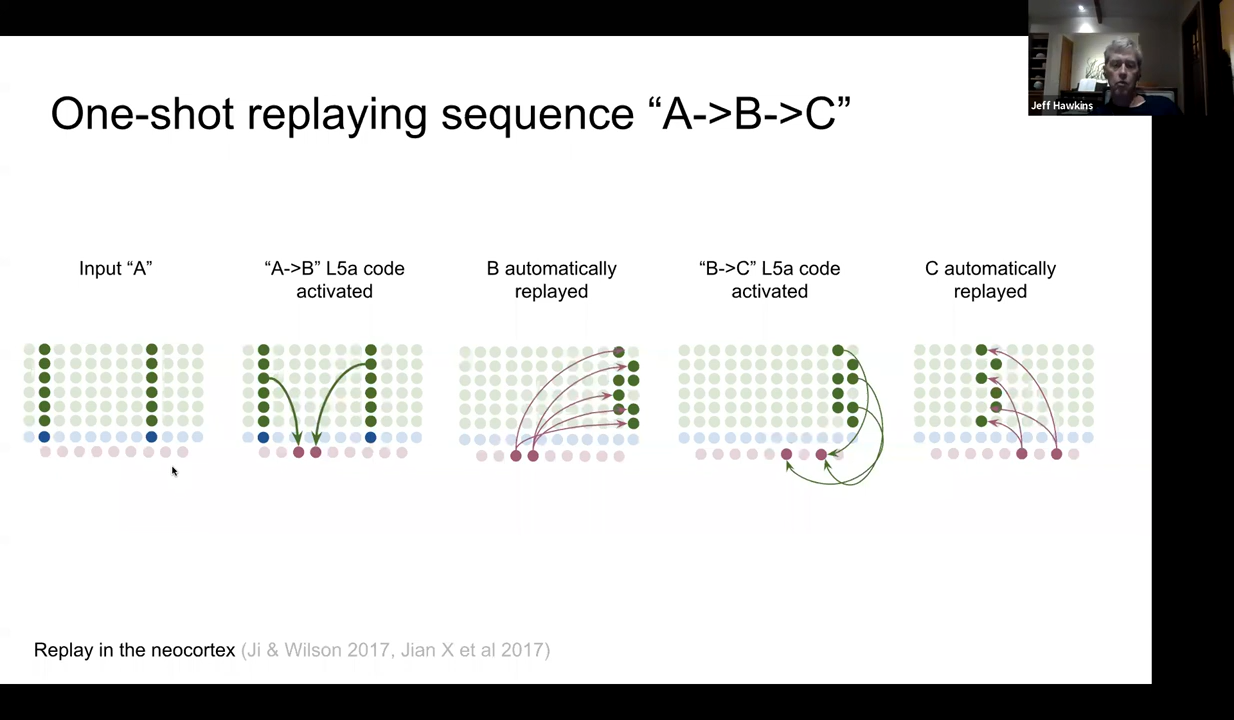 Jeff Hawkins
One-shot replaying sequence “A->B->C”
Input “A”
“A->B” L5a code
activated
B automatically
replayed
“B->C” L5a code
activated
C automatically
replayed
Replay in the neocortex (Ji & Wilson 2017, Jian X et al 2017)